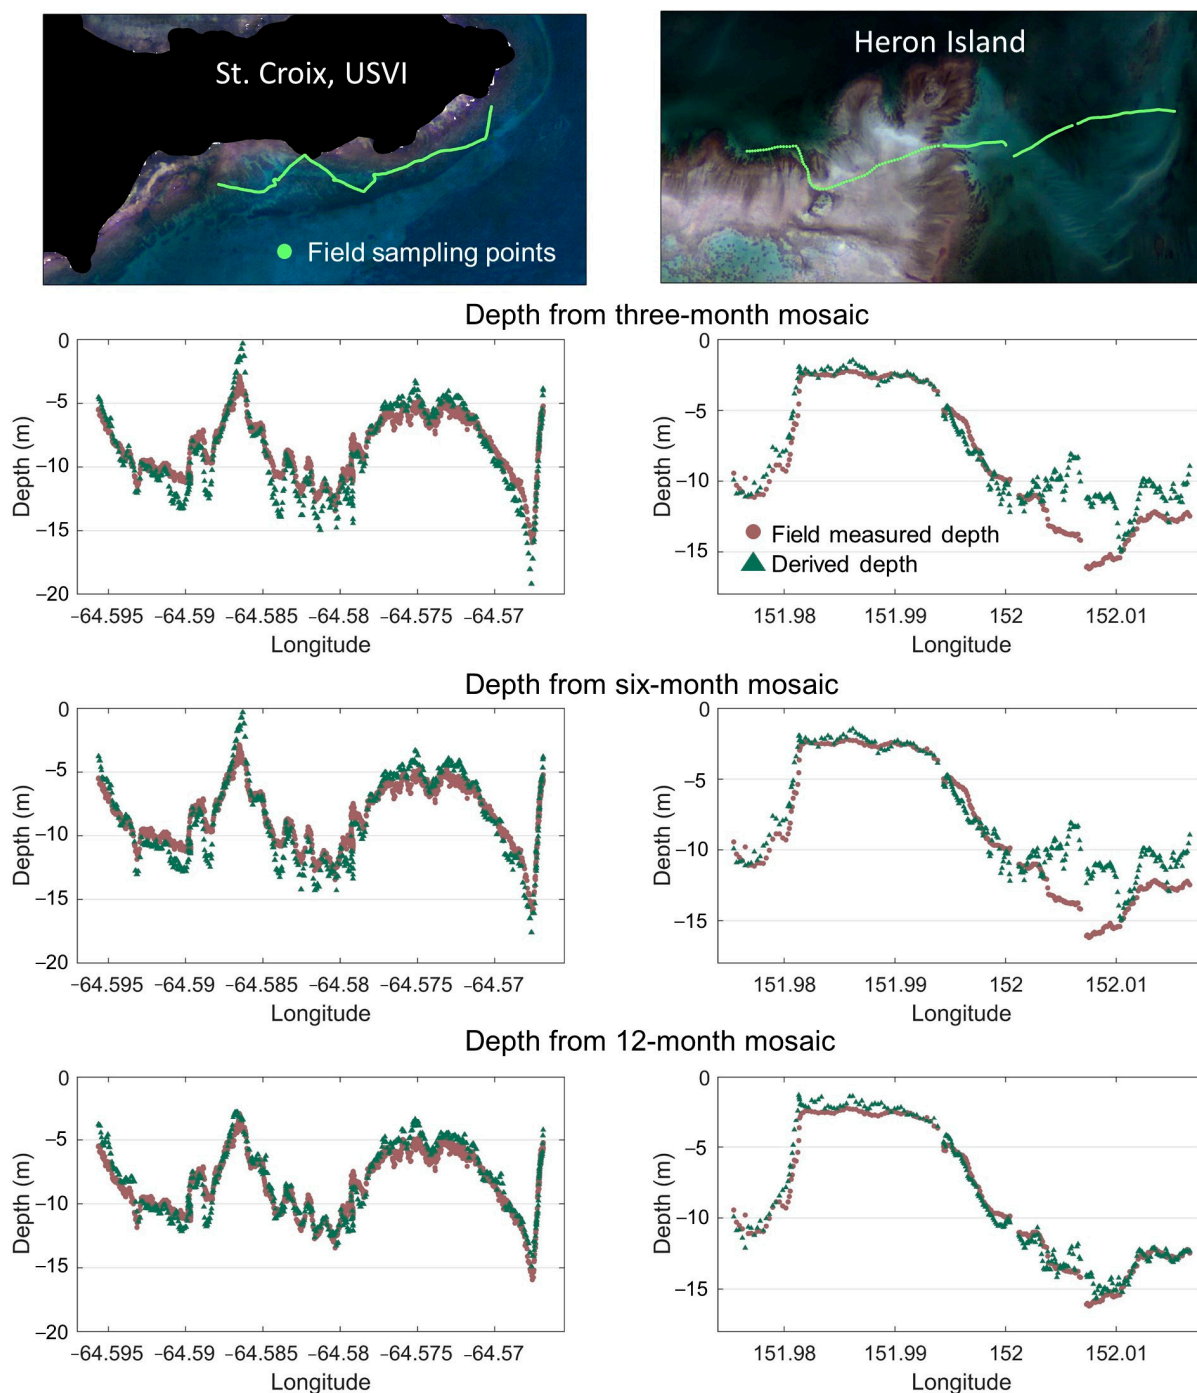 St. Croix, USVI
Field sampling points
Heron Island
Depth from three-month mosaic
0
−5
−10
−15
−20
Depth (m)
−64.595 −64.59 −64.585 −64.58 −64.575 −64.57
Longitude
0
−5
−10
−15
Depth (m)
Field measured depth
Derived depth
151.98 151.99 152 152.01
Longitude
Depth from six-month mosaic
0
−5
−10
−15
−20
Depth (m)
−64.595 −64.59 −64.585 −64.58 −64.575 −64.57
Longitude
0
−5
−10
−15
Depth (m)
151.98 151.99 152 152.01
Longitude
Depth from 12-month mosaic
0
−5
−10
−15
−20
Depth (m)
−64.595 −64.59 −64.585 −64.58 −64.575 −64.57
Longitude
0
−5
−10
−15
Depth (m)
151.98 151.99 152 152.01
Longitude